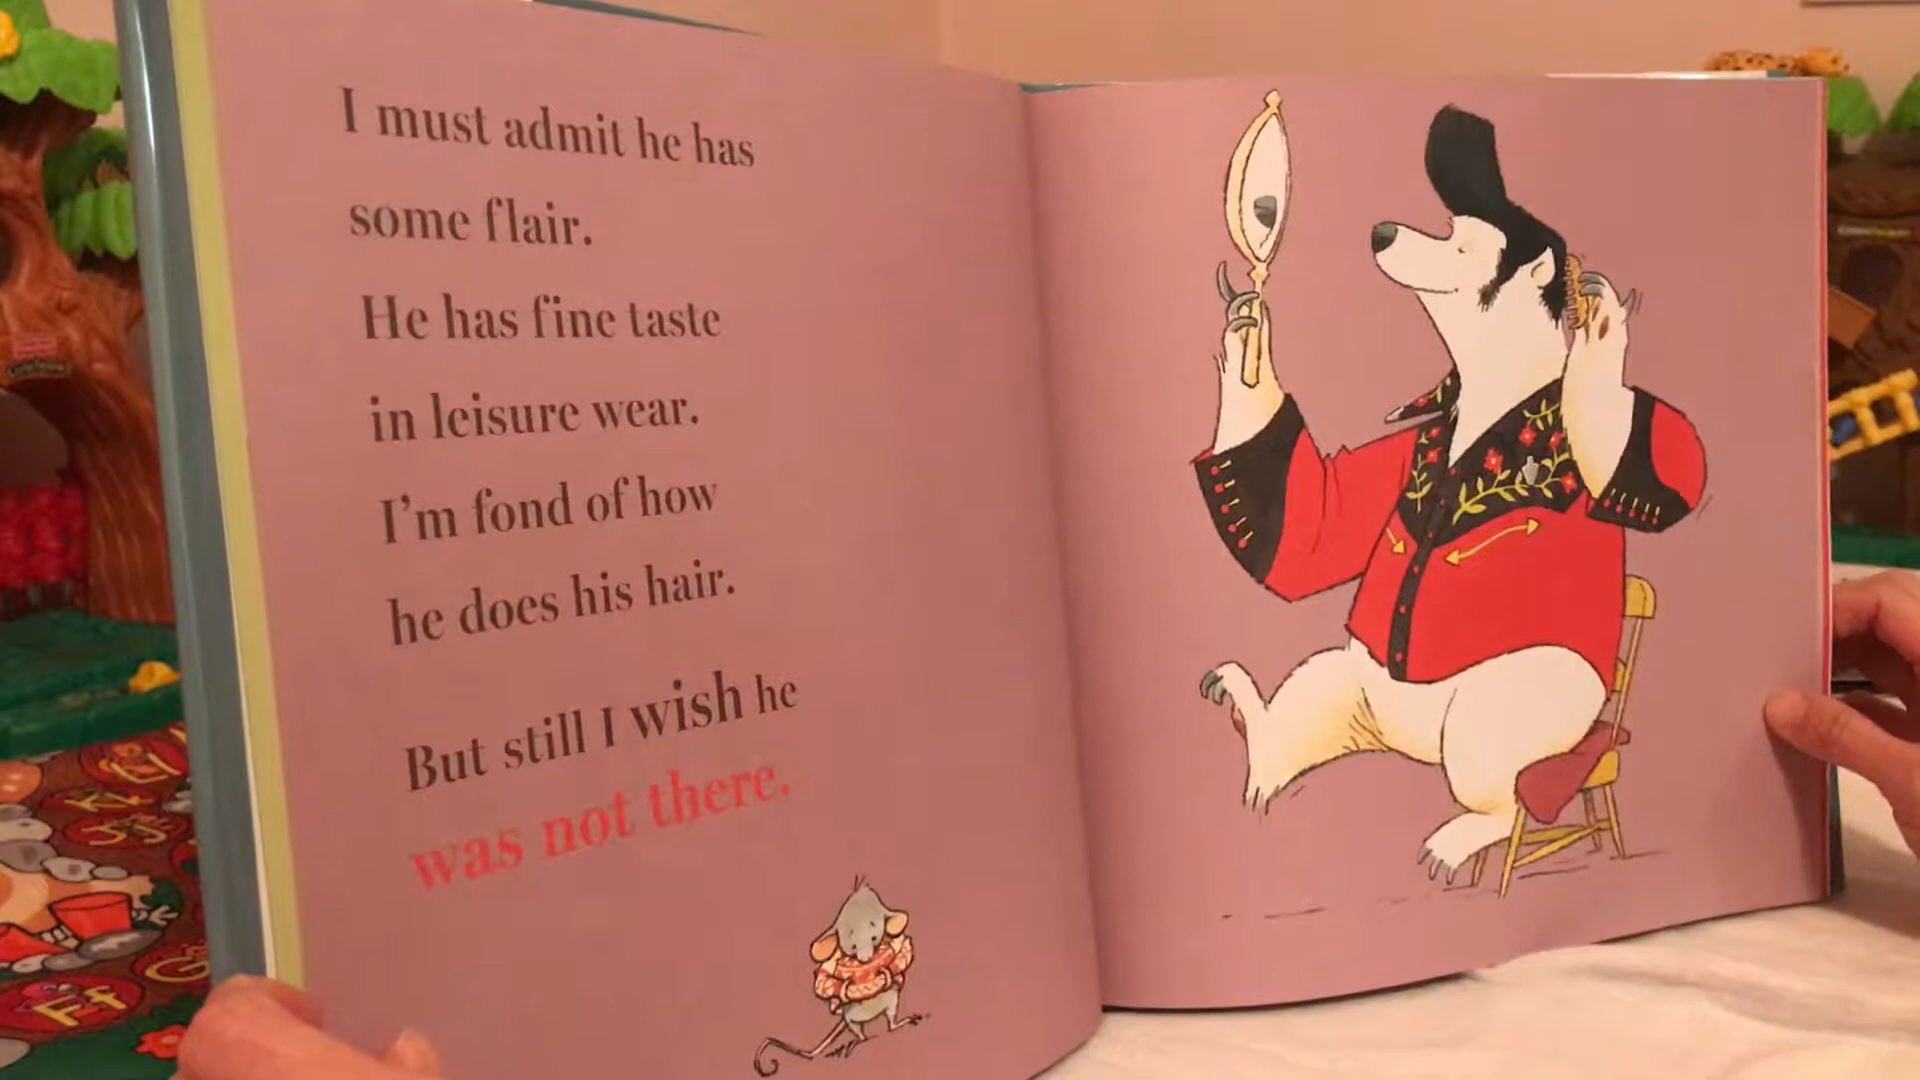 I must admit he has
some flair.
He has fine taste
in leisure wear.
I'm fond of how
he does his hair.
But still I wish he
was not there.
Ff